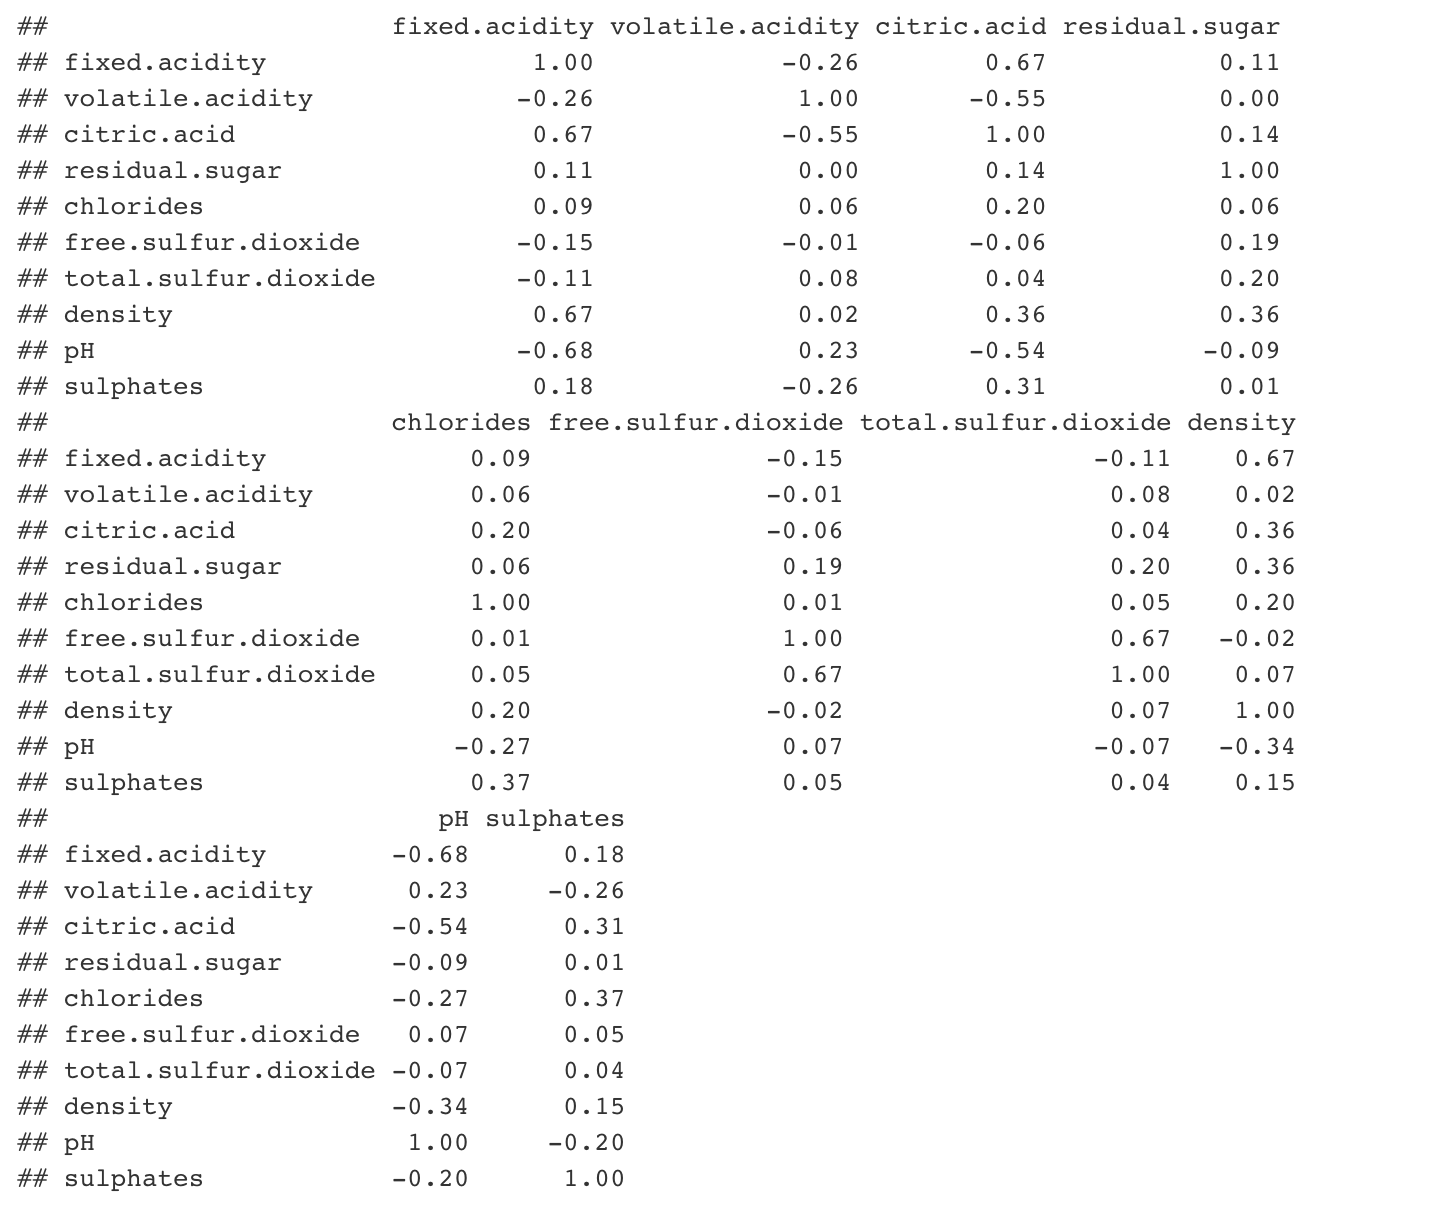 ##                        fixed.acidity volatile.acidity citric.acid residual.sugar
## fixed.acidity                   1.00            -0.26        0.67           0.11
## volatile.acidity               -0.26             1.00       -0.55           0.00
## citric.acid                     0.67            -0.55        1.00           0.14
## residual.sugar                  0.11             0.00        0.14           1.00
## chlorides                       0.09             0.06        0.20           0.06
## free.sulfur.dioxide            -0.15            -0.01       -0.06           0.19
## total.sulfur.dioxide           -0.11             0.08        0.04           0.20
## density                         0.67             0.02        0.36           0.36
## pH                             -0.68             0.23       -0.54          -0.09
## sulphates                       0.18            -0.26        0.31           0.01
##                      chlorides free.sulfur.dioxide total.sulfur.dioxide density
## fixed.acidity             0.09               -0.15                -0.11    0.67
## volatile.acidity          0.06               -0.01                 0.08    0.02
## citric.acid               0.20               -0.06                 0.04    0.36
## residual.sugar            0.06                0.19                 0.20    0.36
## chlorides                 1.00                0.01                 0.05    0.20
## free.sulfur.dioxide       0.01                1.00                 0.67   -0.02
## total.sulfur.dioxide      0.05                0.67                 1.00    0.07
## density                   0.20               -0.02                 0.07    1.00
## pH                       -0.27                0.07                -0.07   -0.34
## sulphates                 0.37                0.05                 0.04    0.15
##                         pH sulphates
## fixed.acidity        -0.68      0.18
## volatile.acidity      0.23     -0.26
## citric.acid          -0.54      0.31
## residual.sugar       -0.09      0.01
## chlorides            -0.27      0.37
## free.sulfur.dioxide   0.07      0.05
## total.sulfur.dioxide -0.07      0.04
## density              -0.34      0.15
## pH                    1.00     -0.20
## sulphates            -0.20      1.00